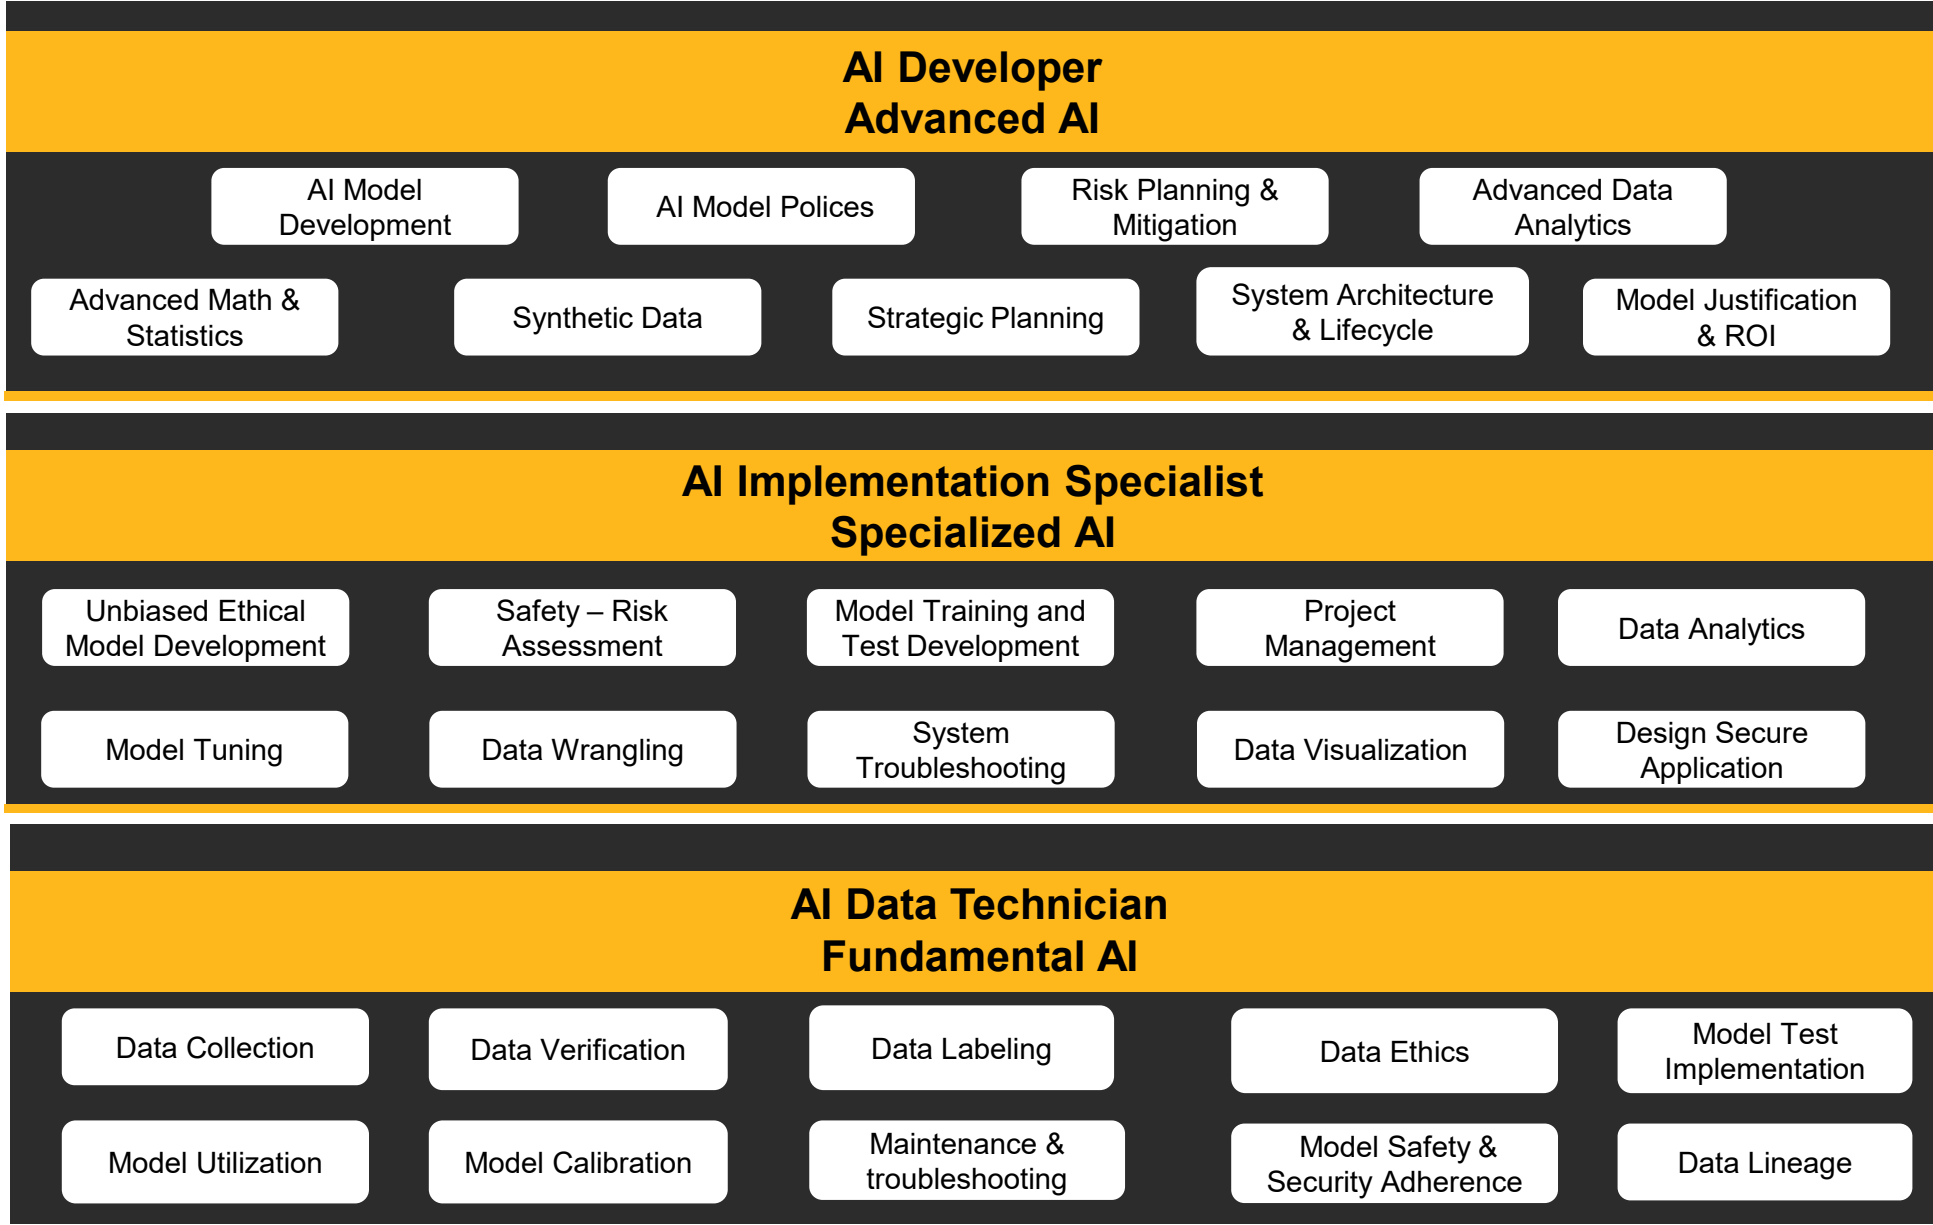 AI Developer
Advanced AI
AI Model
Development
AI Model Polices
Risk Planning &
Mitigation
Advanced Data
Analytics
Advanced Math &
Statistics
Synthetic Data
Strategic Planning
System Architecture
& Lifecycle
Model Justification
& ROI
AI Implementation Specialist
Specialized AI
Unbiased Ethical
Model Development
Safety – Risk
Assessment
Model Training and
Test Development
Project
Management
Data Analytics
Model Tuning
Data Wrangling
System
Troubleshooting
Data Visualization
Design Secure
Application
AI Data Technician
Fundamental AI
Data Collection
Data Verification
Data Labeling
Data Ethics
Model Test
Implementation
Model Utilization
Model Calibration
Maintenance &
troubleshooting
Model Safety &
Security Adherence
Data Lineage